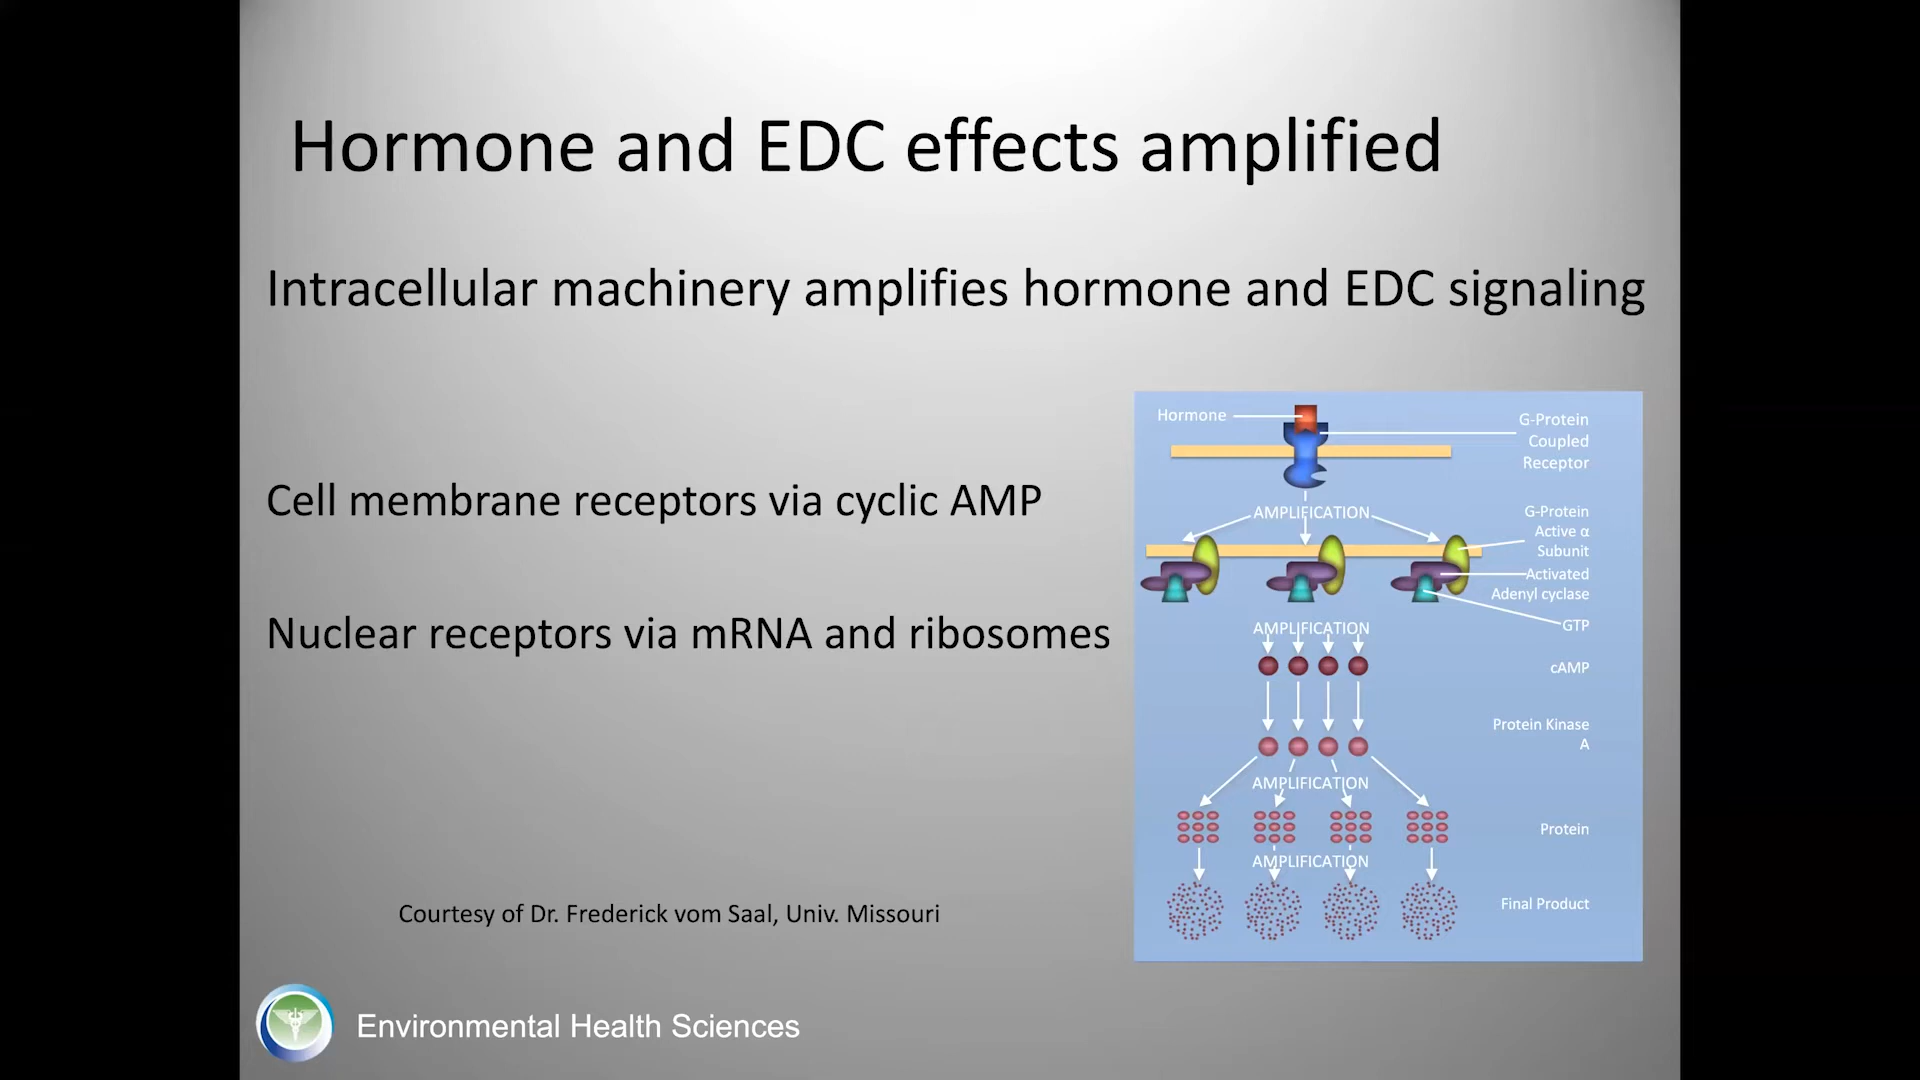 Hormone and EDC effects amplified
Intracellular machinery amplifies hormone and EDC signaling
Cell membrane receptors via cyclic AMP
Nuclear receptors via mRNA and ribosomes
Courtesy of Dr. Frederick vom Saal, Univ. Missouri
Hormone
G-Protein
Coupled
Receptor
AMPLIFICATION
G-Protein
Active α
Subunit
Activated
Adenyl cyclase
GTP
AMPLIFICATION
cAMP
Protein Kinase
A
AMPLIFICATION
Protein
AMPLIFICATION
Final Product
Environmental Health Sciences